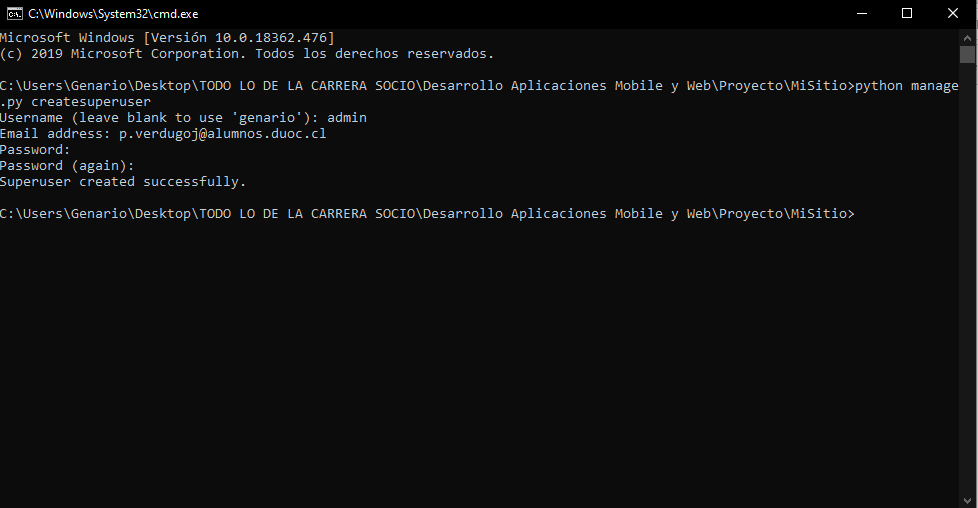 C:\Windows\System32\cmd.exe
Microsoft Windows [Versión 10.0.18362.476]
(c) 2019 Microsoft Corporation. Todos los derechos reservados.
C:\Users\Genario\Desktop\TODO LO DE LA CARRERA SOCIO\Desarrollo Aplicaciones Mobile y Web\Proyecto\MiSitio>python manage
.py createsuperuser
Username (leave blank to use 'genario'): admin
Email address: p.verdugoj@alumnos.duoc.cl
Password:
Password (again):
Superuser created successfully.
C:\Users\Genario\Desktop\TODO LO DE LA CARRERA SOCIO\Desarrollo Aplicaciones Mobile y Web\Proyecto\MiSitio>